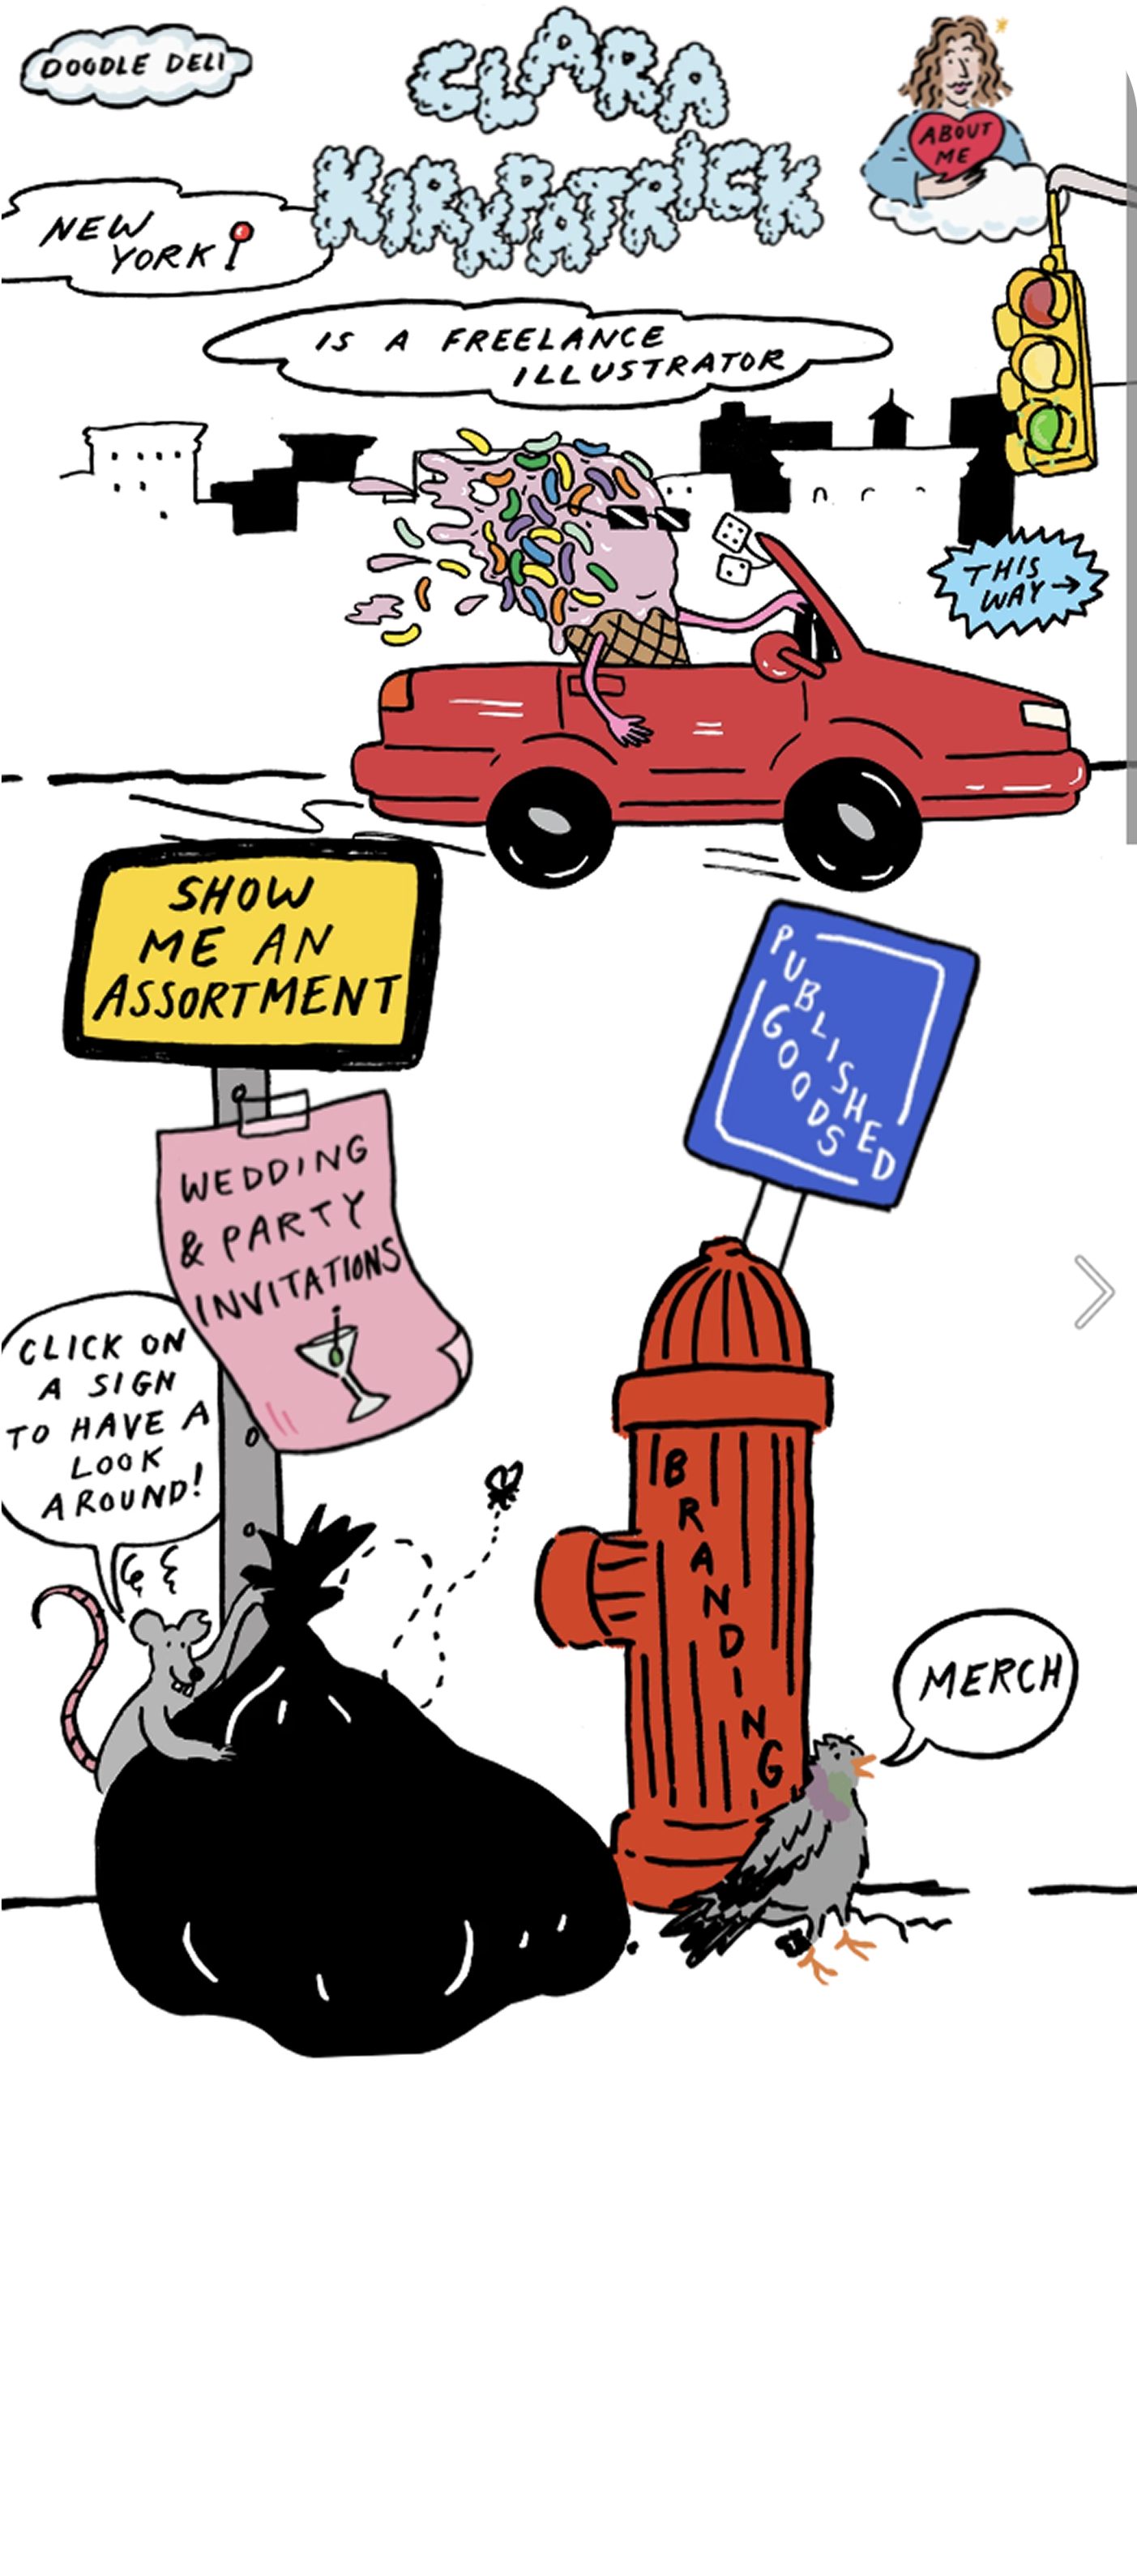 DOODLE DELI
CLARA
KIRKPATRICK
ABOUT
ME
NEW
YORK
IS A FREELANCE
ILLUSTRATOR
THIS
WAY →
SHOW
ME AN
ASSORTMENT
PUBLISHED
GOODS
WEDDING
& PARTY
INVITATIONS
CLICK ON
A SIGN
TO HAVE A
LOOK
AROUND!
BRANDING
MERCH